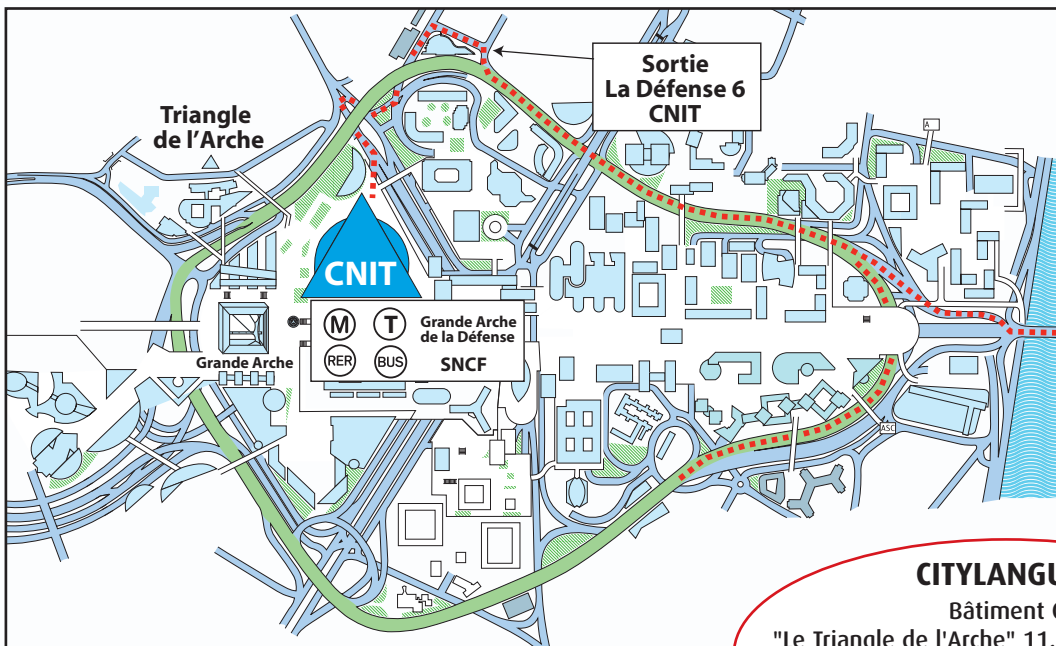 Sortie
La Défense 6
CNIT
Triangle
de l'Arche
A
CNIT
M
T
Grande Arche
de la Défense
RER
BUS
SNCF
Grande Arche
ASC
CITYLANGU
Bâtiment
"Le Triangle de l'Arche" 11,